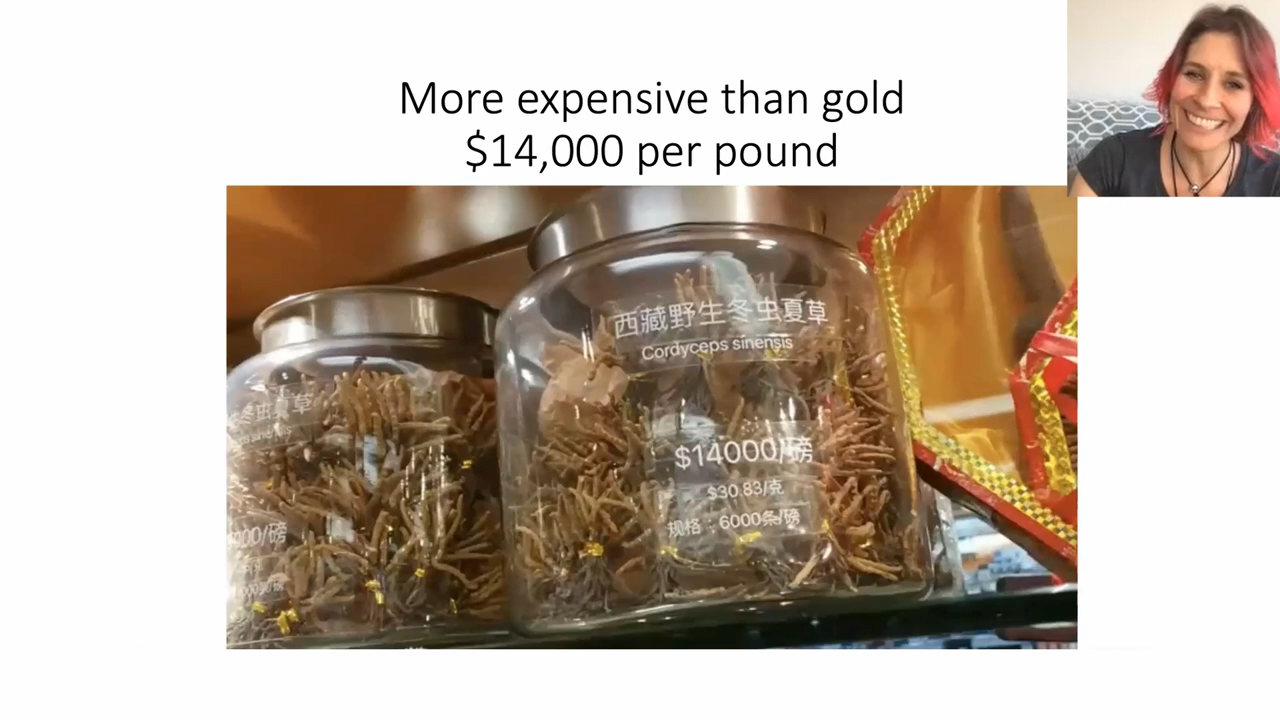 More expensive than gold
$14,000 per pound
西藏野生冬虫夏草
Cordyceps sinensis
$14000/磅
$30.83/克
规格：6000条/磅
冬虫夏草
000/磅